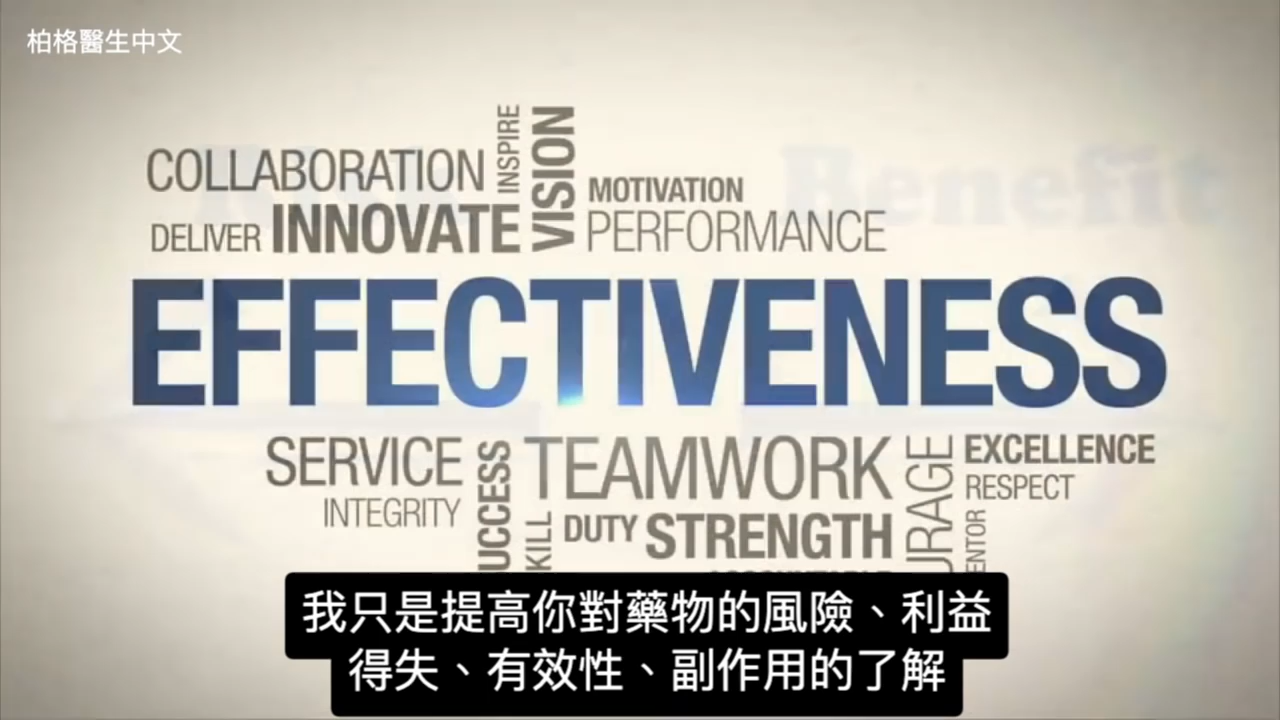 柏格醫生中文
INSPIRE
VISION
COLLABORATION
MOTIVATION
Benefit
DELIVER INNOVATE
PERFORMANCE
EFFECTIVENESS
SERVICE
TEAMWORK
EXCELLENCE
INTEGRITY
RESPECT
DUTY STRENGTH
我只是提高你對藥物的風險、利益
得失、有效性、副作用的了解